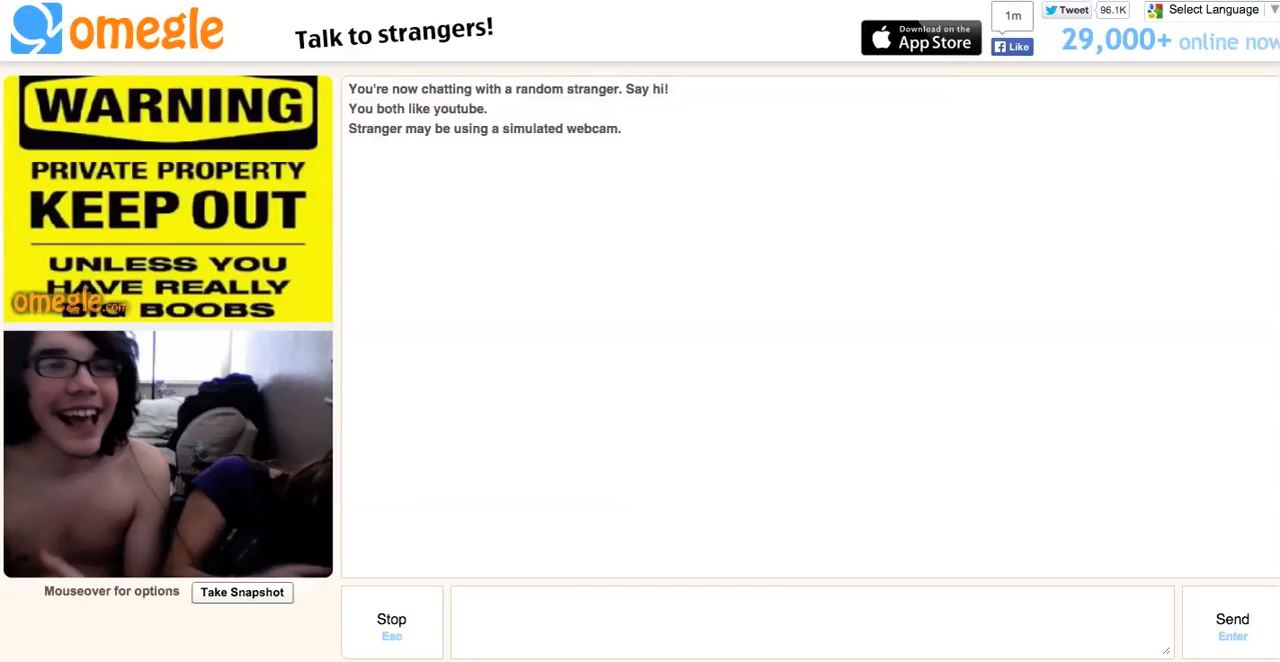 omegle
Talk to strangers!
Download on the
App Store
1m
Like
Tweet
96.1K
Select Language
29,000+ online now
WARNING
PRIVATE PROPERTY
KEEP OUT
UNLESS YOU
HAVE REALLY
BIG BOOBS
omegle.com
You're now chatting with a random stranger. Say hi!
You both like youtube.
Stranger may be using a simulated webcam.
Mouseover for options
Take Snapshot
Stop
Esc
Send
Enter